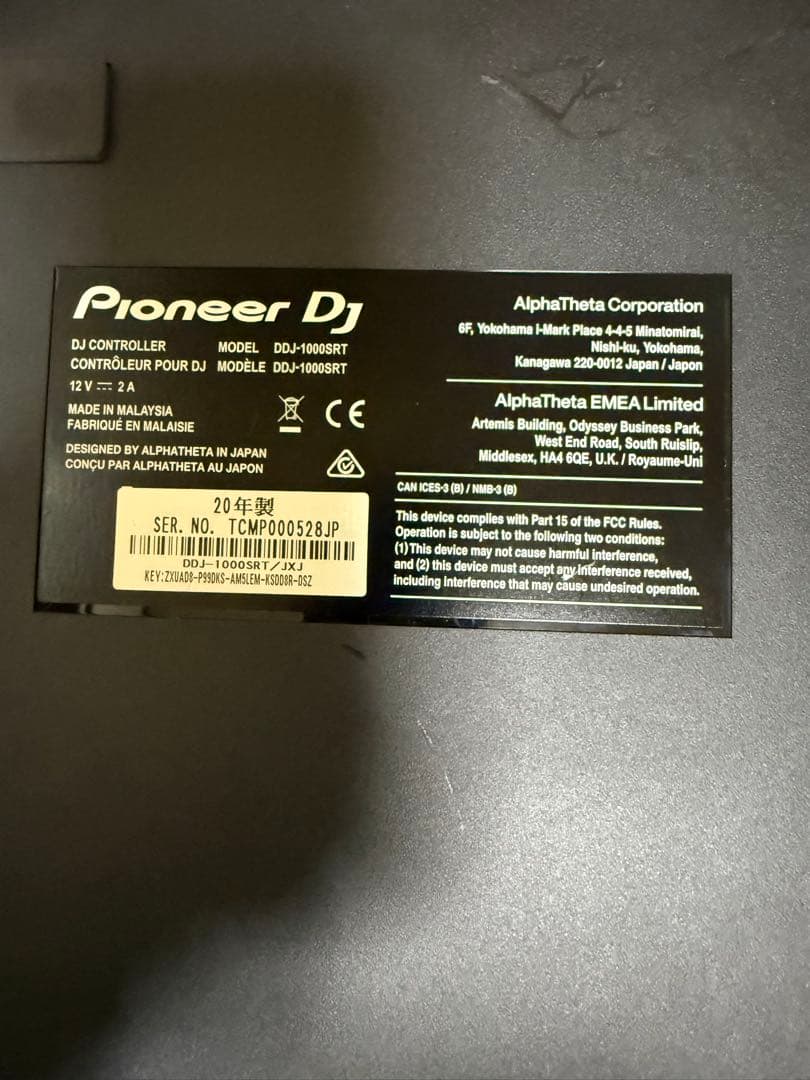 Pioneer Dj
DJ CONTROLLER MODEL DDJ-1000SRT
CONTRÔLEUR POUR DJ MODÈLE DDJ-1000SRT
12 V ⎓ 2 A
MADE IN MALAYSIA
FABRIQUÉ EN MALAISIE
CE
DESIGNED BY ALPHATHETA IN JAPAN
CONÇU PAR ALPHATHETA AU JAPON
20年製
SER. NO. TCMP000528JP
DDJ-1000SRT/JXJ
KEY:ZXUAD8-P99DKS-AM5LEM-KSDD8R-DSZ
AlphaTheta Corporation
6F, Yokohama i-Mark Place 4-4-5 Minatomirai,
Nishi-ku, Yokohama,
Kanagawa 220-0012 Japan / Japon
AlphaTheta EMEA Limited
Artemis Building, Odyssey Business Park,
West End Road, South Ruislip,
Middlesex, HA4 6QE, U.K. / Royaume-Uni
CAN ICES-3 (B) / NMB-3 (B)
This device complies with Part 15 of the FCC Rules.
Operation is subject to the following two conditions:
(1) This device may not cause harmful interference,
and (2) this device must accept any interference received,
including interference that may cause undesired operation.